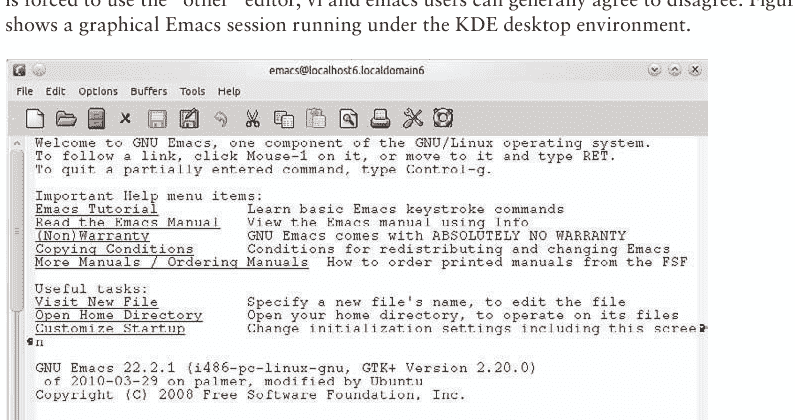 is forced to use the "other" editor, vi and emacs users can generally agree to disagree.
shows a graphical Emacs session running under the KDE desktop environment.
emacs@localhost6.localdomain6
File Edit Options Buffers Tools Help
Welcome to GNU Emacs, one component of the GNU/Linux operating system.
To follow a link, click Mouse-1 on it, or move to it and type RET.
To quit a partially entered command, type Control-g.
Important Help menu items:
Emacs Tutorial Learn basic Emacs keystroke commands
Read the Emacs Manual View the Emacs manual using Info
(Non)Warranty GNU Emacs comes with ABSOLUTELY NO WARRANTY
Copying Conditions Conditions for redistributing and changing Emacs
More Manuals / Ordering Manuals How to order printed manuals from the FSF
Useful tasks:
Visit New File Specify a new file's name, to edit the file
Open Home Directory Open your home directory, to operate on its files
Customize Startup Change initialization settings including this scree
n
GNU Emacs 22.2.1 (i486-pc-linux-gnu, GTK+ Version 2.20.0)
of 2010-03-29 on palmer, modified by Ubuntu
Copyright (C) 2008 Free Software Foundation, Inc.